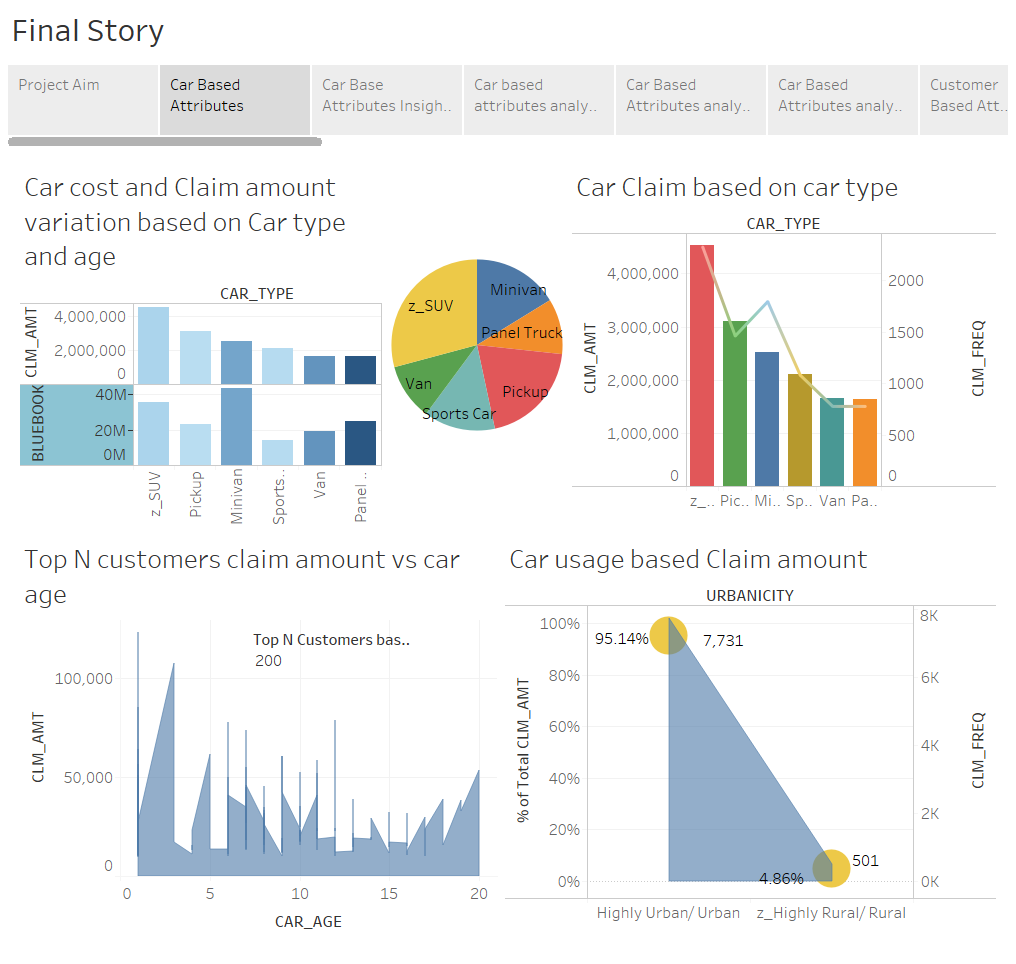 Final Story
Project Aim
Car Based
Attributes
Car Base
Attributes Insigh..
Car based
attributes analy..
Car Based
Attributes analy..
Car Based
Attributes analy..
Customer
Based Att..
Car cost and Claim amount
variation based on Car type
and age
CAR_TYPE
CLM_AMT
4,000,000
2,000,000
0
BLUEBOOK
40M
20M
0M
z_SUV
Pickup
Minivan
Sports..
Van
Panel ..
Minivan
z_SUV
Panel Truck
Pickup
Van
Sports Car
Car Claim based on car type
CAR_TYPE
CLM_AMT
4,000,000
3,000,000
2,000,000
1,000,000
0
2000
1500
1000
500
0
CLM_FREQ
z_.. Pic.. Mi.. Sp.. Van Pa..
Top N customers claim amount vs car
age
Top N Customers bas..
200
CLM_AMT
100,000
50,000
0
0 5 10 15 20
CAR_AGE
Car usage based Claim amount
URBANICITY
% of Total CLM_AMT
100%
80%
60%
40%
20%
0%
95.14%
7,731
501
4.86%
8K
6K
4K
2K
0K
CLM_FREQ
Highly Urban/ Urban z_Highly Rural/ Rural